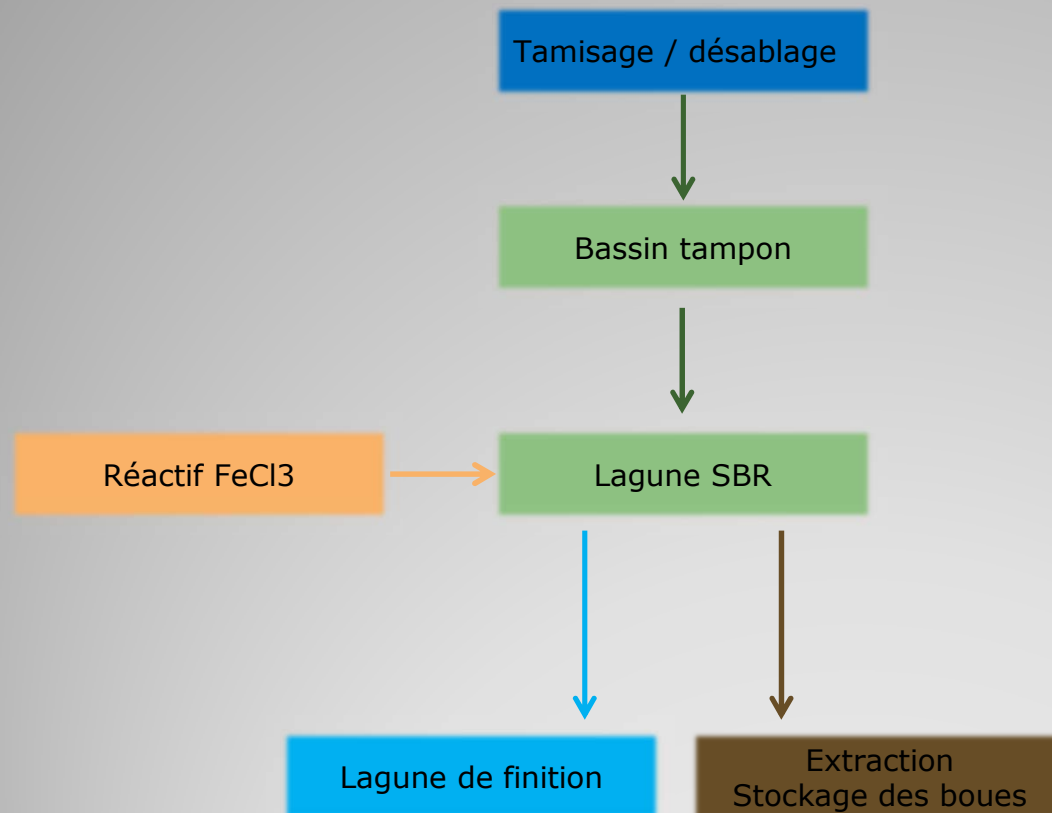 Tamisage / désablage
Bassin tampon
Réactif FeCl3
Lagune SBR
Lagune de finition
Extraction
Stockage des boues